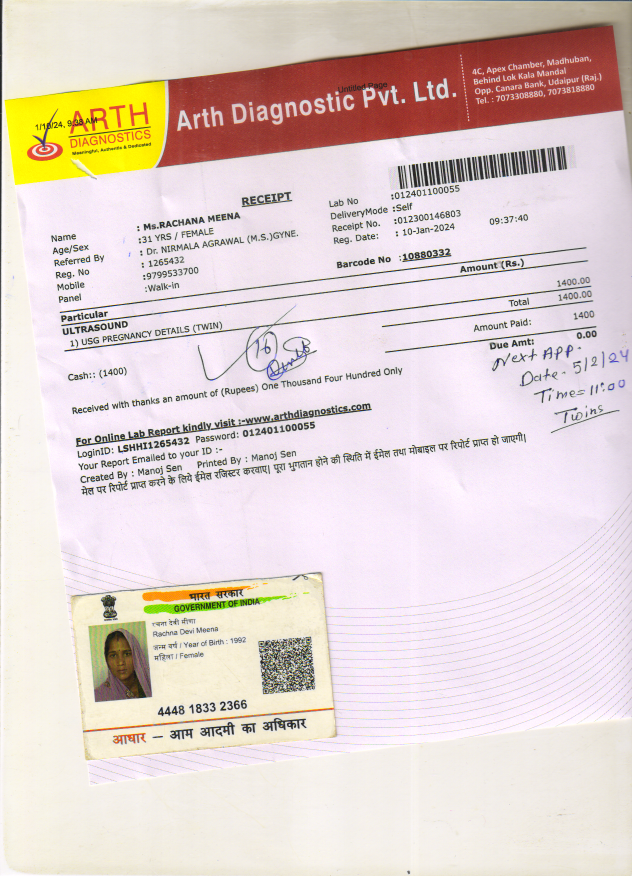 Untitled Page
1/10/24, 9:38 AM
ARTH
DIAGNOSTICS
Meaningful, Authentic & Dedicated
Arth Diagnostic Pvt. Ltd.
4C, Apex Chamber, Madhuban,
Behind Lok Kala Mandal
Opp. Canara Bank, Udaipur (Raj.)
Tel. : 7073308880, 7073818880
RECEIPT
Name : Ms.RACHANA MEENA
Age/Sex : 31 YRS / FEMALE
Referred By : Dr. NIRMALA AGRAWAL (M.S.)GYNE.
Reg. No : 1265432
Mobile : 9799533700
Panel : Walk-in
Lab No : 012401100055
DeliveryMode : Self
Receipt No. : 012300146803
Reg. Date: : 10-Jan-2024 09:37:40
Barcode No : 10880332
Particular Amount (Rs.)
ULTRASOUND
1) USG PREGNANCY DETAILS (TWIN) 1400.00
Total 1400.00
Amount Paid: 1400
Due Amt: 0.00
Cash:: (1400)
16
Next APP.
Date- 5/2/24
Time= 11:00
Twins
Received with thanks an amount of (Rupees) One Thousand Four Hundred Only
For Online Lab Report kindly visit :-www.arthdiagnostics.com
LoginID: LSHHI1265432 Password: 012401100055
Your Report Emailed to your ID :-
Created By : Manoj Sen Printed By : Manoj Sen
मेल पर रिपोर्ट प्राप्त करने के लिये ईमेल रजिस्टर करवाए| पूरा भुगतान होने की स्थिति में ईमेल तथा मोबाइल पर रिपोर्ट प्राप्त हो जाएगी|
भारत सरकार
GOVERNMENT OF INDIA
रचना देवी मीणा
Rachna Devi Meena
जन्म वर्ष / Year of Birth : 1992
महिला / Female
4448 1833 2366
आधार – आम आदमी का अधिकार